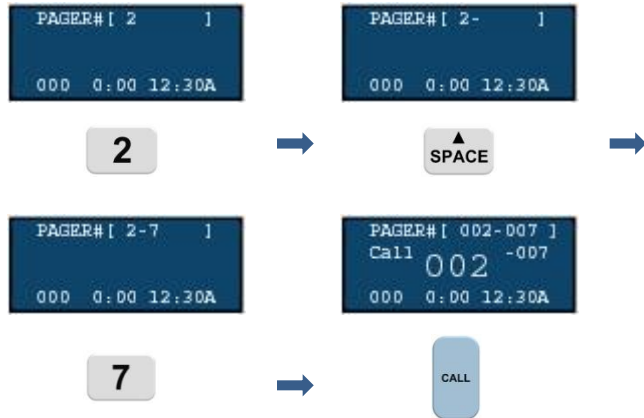 PAGER#[ 2 ]
000 0:00 12:30A
2
PAGER#[ 2- ]
000 0:00 12:30A
▲
SPACE
PAGER#[ 2-7 ]
000 0:00 12:30A
7
PAGER#[ 002-007 ]
Call 002 -007
000 0:00 12:30A
CALL